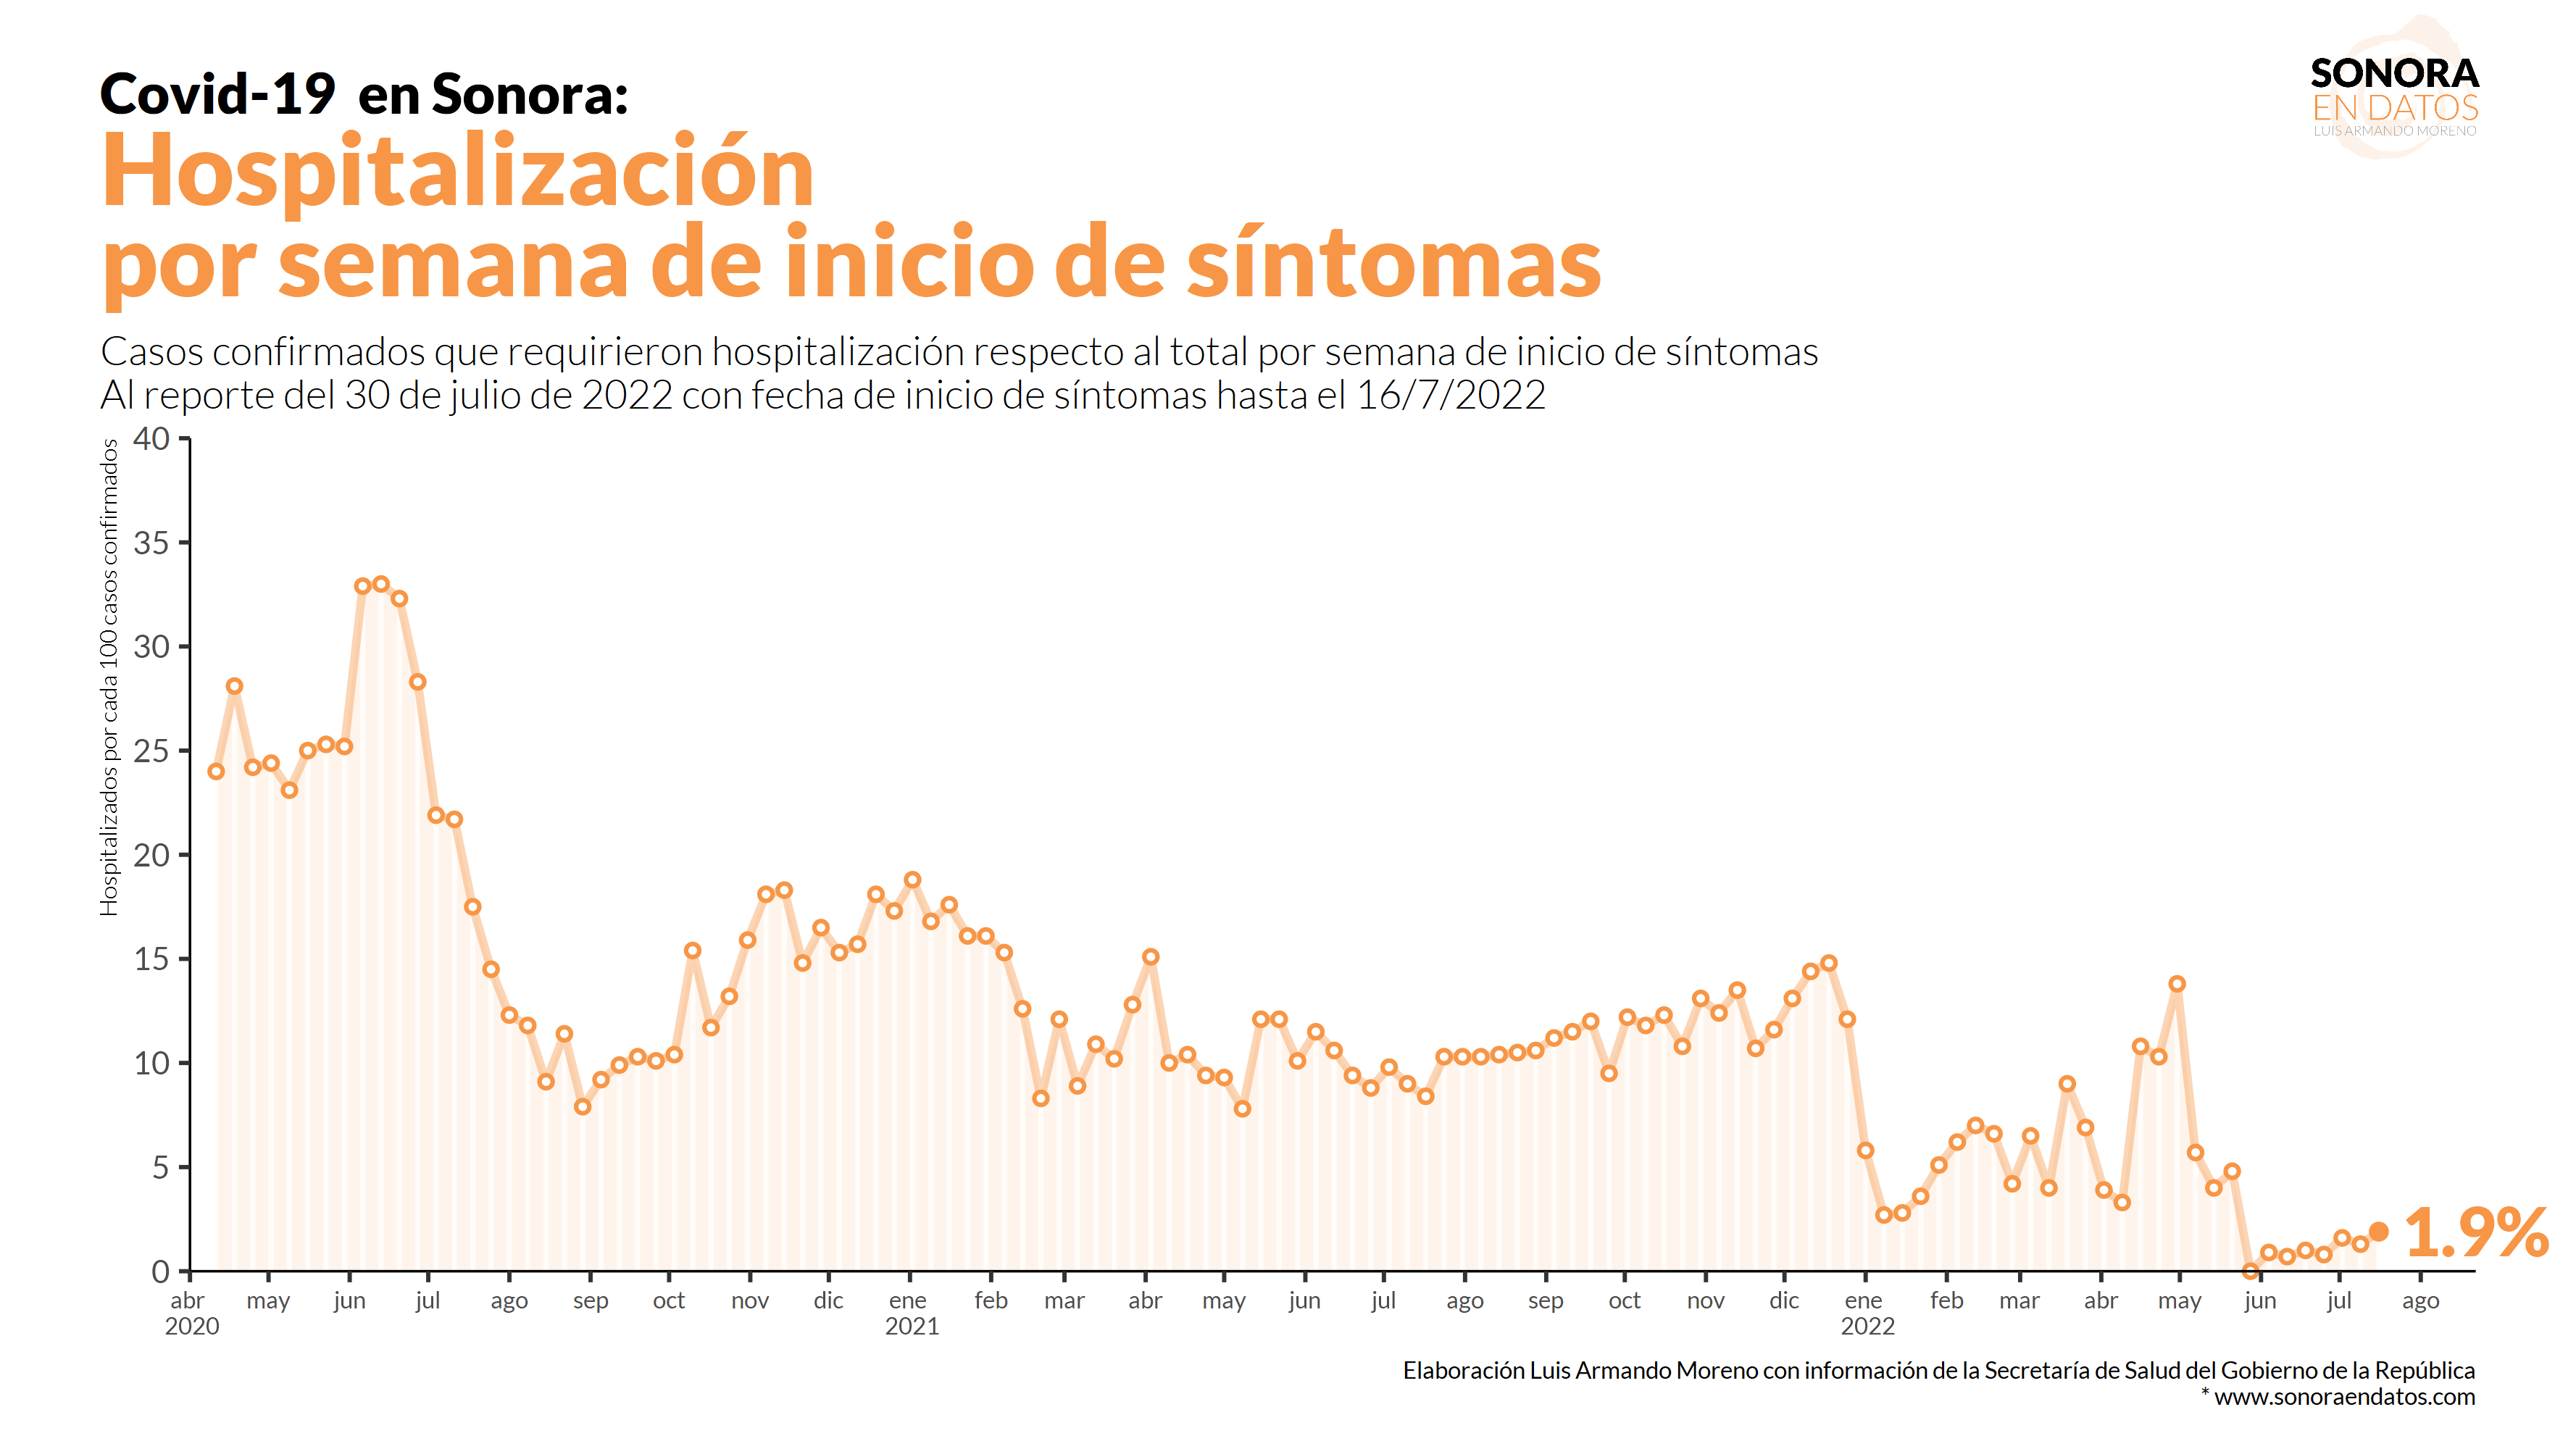 Covid-19 en Sonora:
Hospitalización
por semana de inicio de síntomas
Casos confirmados que requirieron hospitalización respecto al total por semana de inicio de síntomas
Al reporte del 30 de julio de 2022 con fecha de inicio de síntomas hasta el 16/7/2022
SONORA
EN DATOS
LUIS ARMANDO MORENO
Hospitalizados por cada 100 casos confirmados
40
35
30
25
20
15
10
5
0
1.9%
abr may jun jul ago sep oct nov dic ene feb mar abr may jun jul ago sep oct nov dic ene feb mar abr may jun jul ago
2020 2021 2022
Elaboración Luis Armando Moreno con información de la Secretaría de Salud del Gobierno de la República
* www.sonoraendatos.com